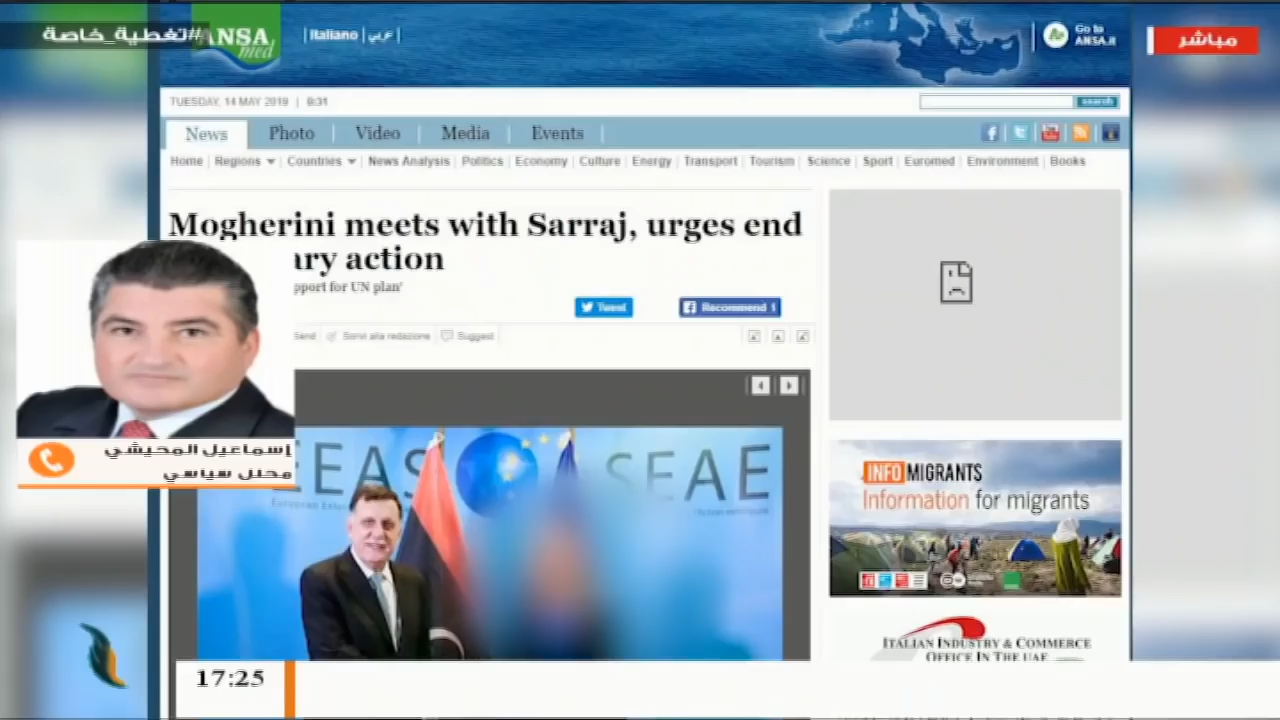 #تغطية_خاصة
ANSA
med
Italiano | عربي |
Go to
ANSA.it
مباشر
TUESDAY, 14 MAY 2019 | 8:31
search
News
Photo
Video
Media
Events
Home
Regions
Countries
News Analysis
Politics
Economy
Culture
Energy
Transport
Tourism
Science
Sport
Euromed
Environment
Books
Mogherini meets with Sarraj, urges end
ary action
pport for UN plan'
Tweet
Recommend 1
Send
Scrivi alla redazione
Suggest
إسماعيل المحيشي
محلل سياسي
EEAS
SEAE
INFO MIGRANTS
Information for migrants
ITALIAN INDUSTRY & COMMERCE
OFFICE IN THE UAE
17:25